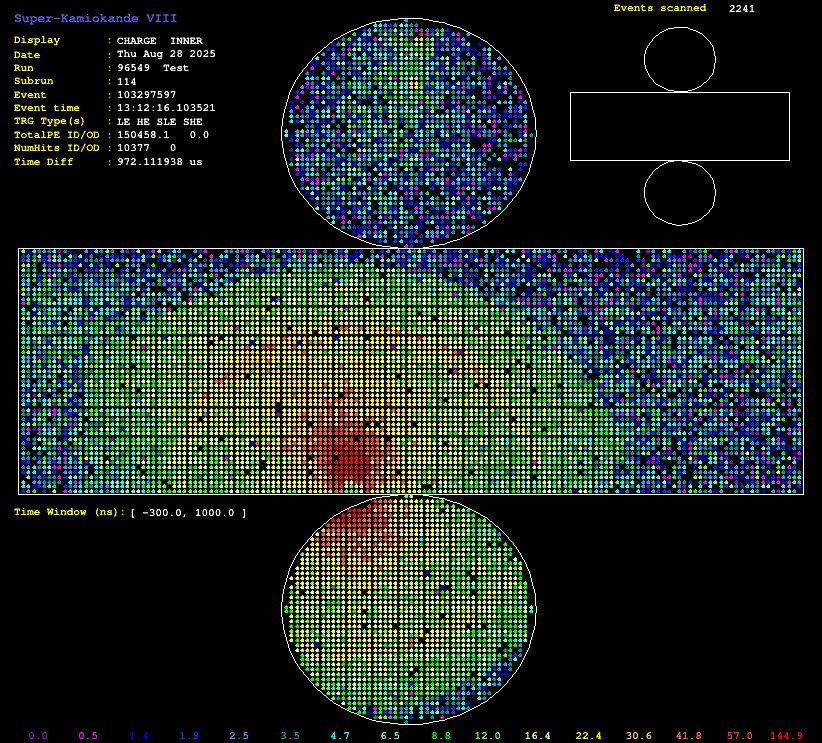 Super-Kamiokande VIII
Events scanned 2241
Display : CHARGE INNER
Date : Thu Aug 28 2025
Run : 96549 Test
Subrun : 114
Event : 103297597
Event time : 13:12:16.103521
TRG Type(s) : LE HE SLE SHE
TotalPE ID/OD : 150458.1 0.0
NumHits ID/OD : 10377 0
Time Diff : 972.111938 us
Time Window (ns): [ -300.0, 1000.0 ]
0.0 0.5 1.4 1.9 2.5 3.5 4.7 6.5 8.8 12.0 16.4 22.4 30.6 41.8 57.0 144.9